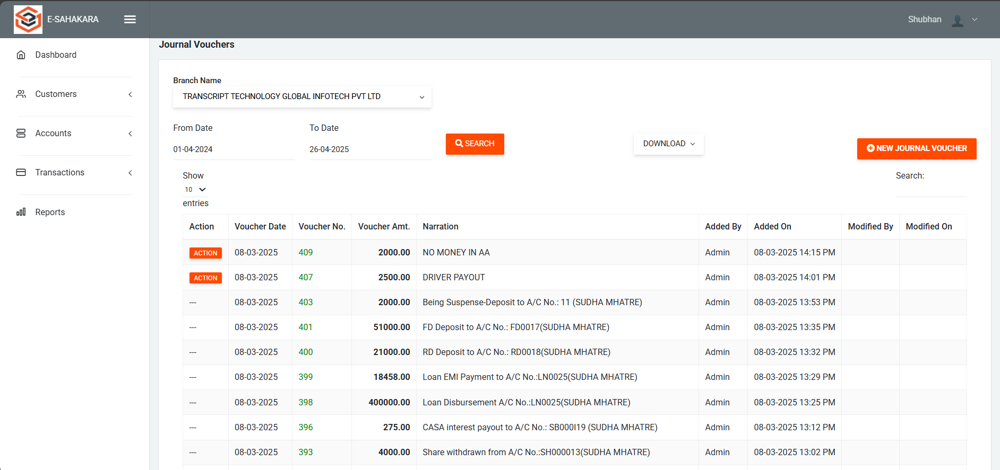 E-SAHAKARA
Shubhan
Dashboard
Customers
Accounts
Transactions
Reports
Journal Vouchers
Branch Name
TRANSCRIPT TECHNOLOGY GLOBAL INFOTECH PVT LTD
From Date To Date
01-04-2024 26-04-2025
SEARCH
DOWNLOAD
NEW JOURNAL VOUCHER
Show
10
entries
Search:
Action Voucher Date Voucher No. Voucher Amt. Narration Added By Added On Modified By Modified On
ACTION 08-03-2025 409 2000.00 NO MONEY IN AA Admin 08-03-2025 14:15 PM
ACTION 08-03-2025 407 2500.00 DRIVER PAYOUT Admin 08-03-2025 14:01 PM
--- 08-03-2025 403 2000.00 Being Suspense-Deposit to A/C No.: 11 (SUDHA MHATRE) Admin 08-03-2025 13:53 PM
--- 08-03-2025 401 51000.00 FD Deposit to A/C No.: FD0017(SUDHA MHATRE) Admin 08-03-2025 13:35 PM
--- 08-03-2025 400 21000.00 RD Deposit to A/C No.: RD0018(SUDHA MHATRE) Admin 08-03-2025 13:32 PM
--- 08-03-2025 399 18458.00 Loan EMI Payment to A/C No.:LN0025(SUDHA MHATRE) Admin 08-03-2025 13:29 PM
--- 08-03-2025 398 400000.00 Loan Disbursement A/C No.:LN0025(SUDHA MHATRE) Admin 08-03-2025 13:25 PM
--- 08-03-2025 396 275.00 CASA interest payout to A/C No.: SB000I19 (SUDHA MHATRE) Admin 08-03-2025 13:12 PM
--- 08-03-2025 393 4000.00 Share withdrawn from A/C No.:SH000013(SUDHA MHATRE) Admin 08-03-2025 13:02 PM